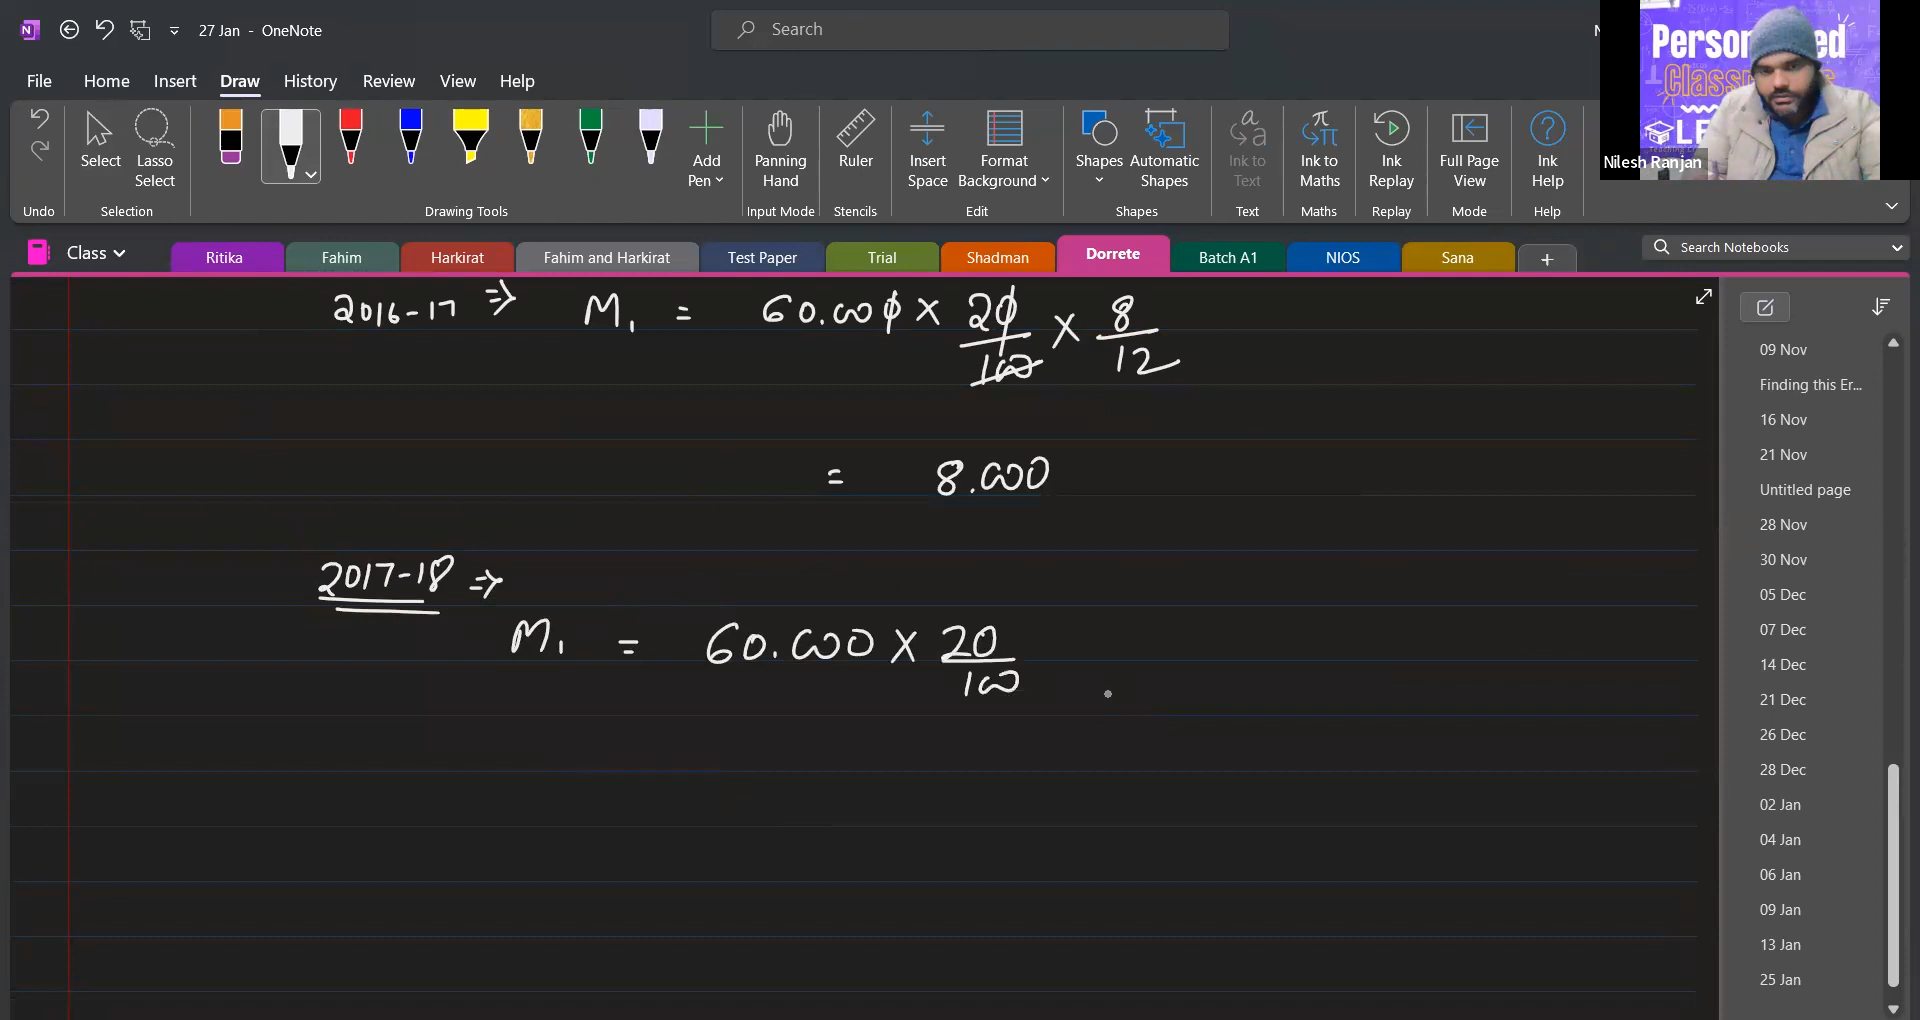 27 Jan - OneNote
Search
N
Person ed
Class s
LE
Nilesh Ranjan
File Home Insert Draw History Review View Help
Select Lasso Select Add Pen Panning Hand Ruler Insert Space Format Background Shapes Automatic Shapes Ink to Text Ink to Maths Ink Replay Full Page View Ink Help
Undo Selection Drawing Tools Input Mode Stencils Edit Shapes Text Maths Replay Mode Help
Class Ritika Fahim Harkirat Fahim and Harkirat Test Paper Trial Shadman Dorrete Batch A1 NIOS Sana + Search Notebooks
2016-17 ⇒ M1 = 60.000 × 20/100 × 8/12
= 8.000
2017-18 ⇒
M1 = 60.000 × 20/100
09 Nov
Finding this Er...
16 Nov
21 Nov
Untitled page
28 Nov
30 Nov
05 Dec
07 Dec
14 Dec
21 Dec
26 Dec
28 Dec
02 Jan
04 Jan
06 Jan
09 Jan
13 Jan
25 Jan